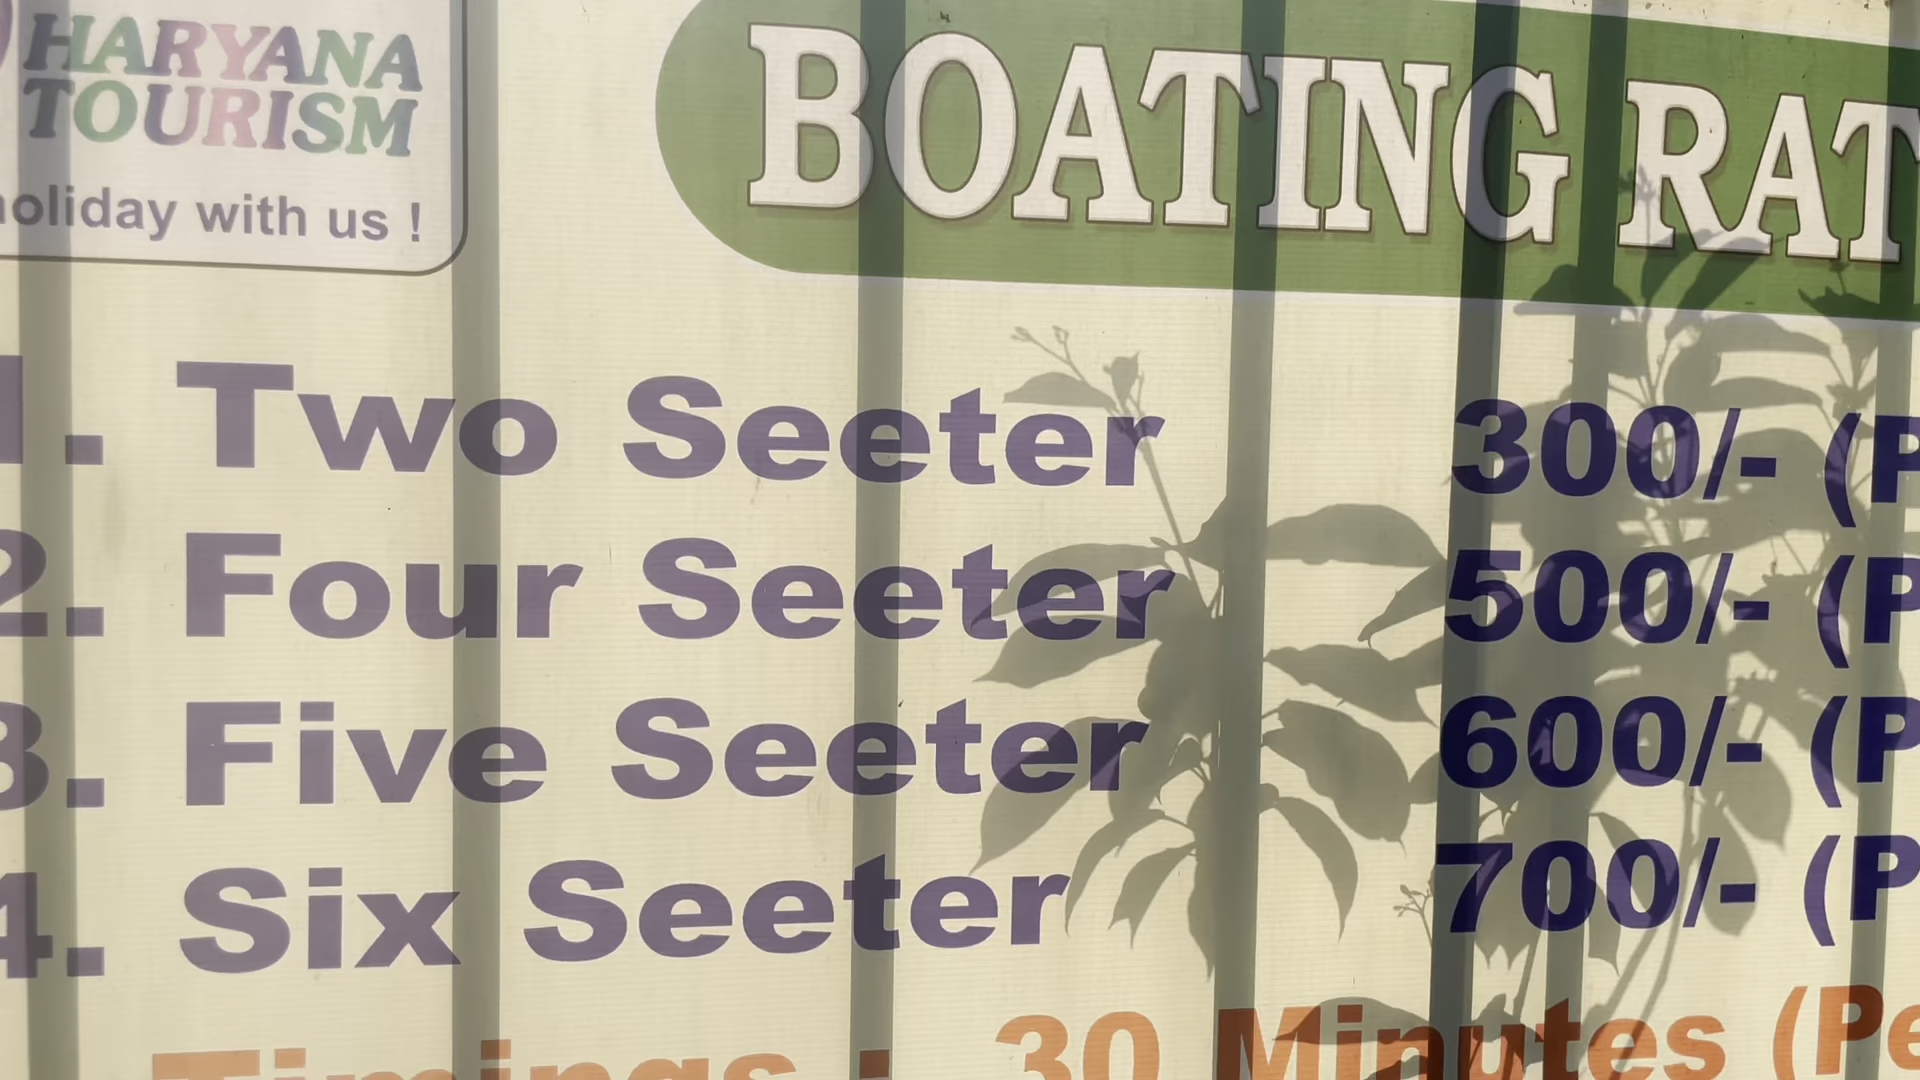 HARYANA
TOURISM
holiday with us !
BOATING
1. Two Seeter 300/- (P
2. Four Seeter 500/- (P
3. Five Seeter 600/- (P
4. Six Seeter 700/- (P
Timings : 30 Minutes (Pe